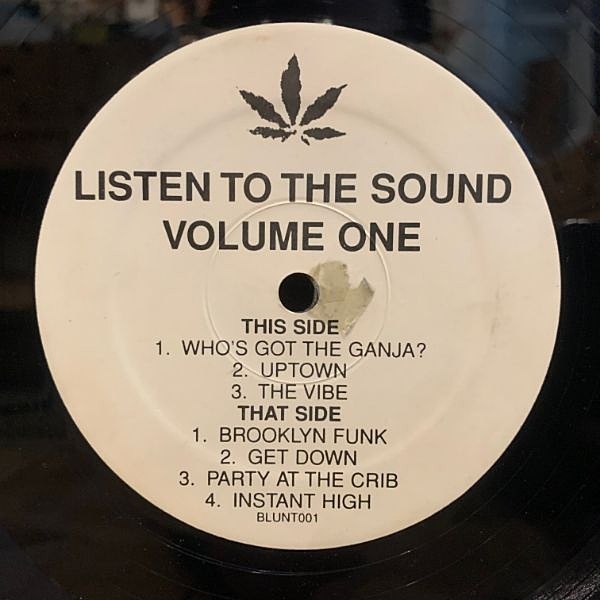 LISTEN TO THE SOUND
VOLUME ONE
THIS SIDE
1. WHO'S GOT THE GANJA?
2. UPTOWN
3. THE VIBE
THAT SIDE
1. BROOKLYN FUNK
2. GET DOWN
3. PARTY AT THE CRIB
4. INSTANT HIGH
BLUNT001